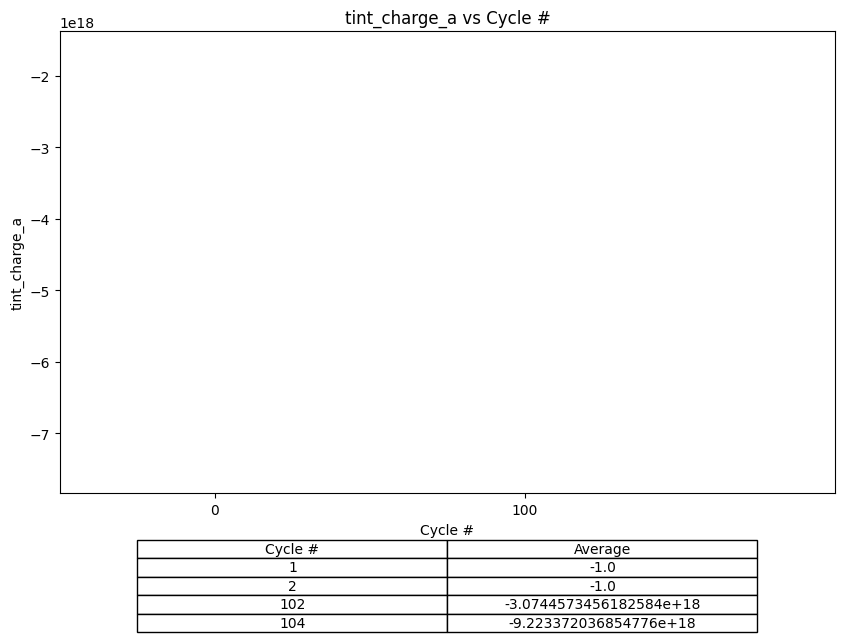 tint_charge_a vs Cycle #
1e18
−2
−3
−4
−5
−6
−7
tint_charge_a
0 100
Cycle #
Cycle # Average
1 -1.0
2 -1.0
102 -3.0744573456182584e+18
104 -9.223372036854776e+18